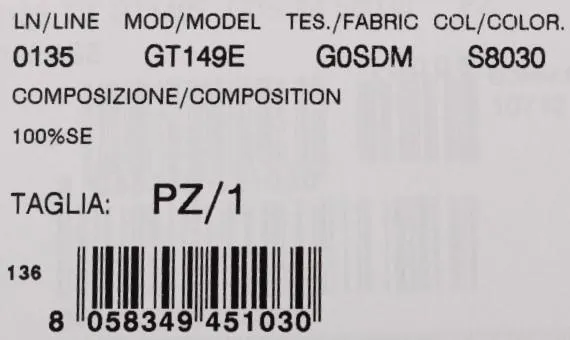 LN/LINE MOD/MODEL TES./FABRIC COL/COLOR.
0135 GT149E G0SDM S8030
COMPOSIZIONE/COMPOSITION
100%SE
TAGLIA: PZ/1
136
8 058349 451030